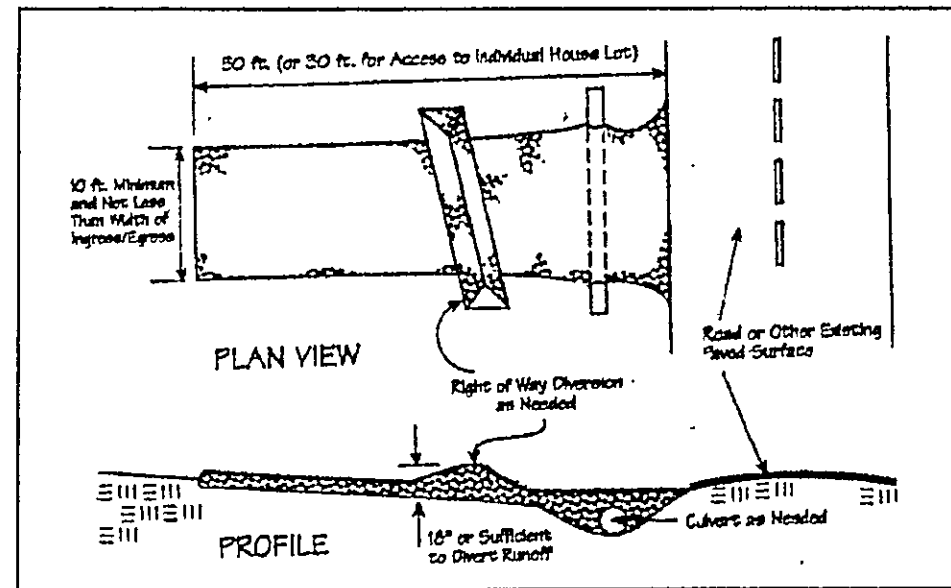 50 ft. (or 30 ft. for Access to Individual House Lot)
10 ft. Minimum
and Not Less
Than Width of
Ingress/Egress
PLAN VIEW
Right of Way Diversion
as Needed
Road or Other Existing
Paved Surface
18" or Sufficient
to Divert Runoff
Culvert as Needed
PROFILE